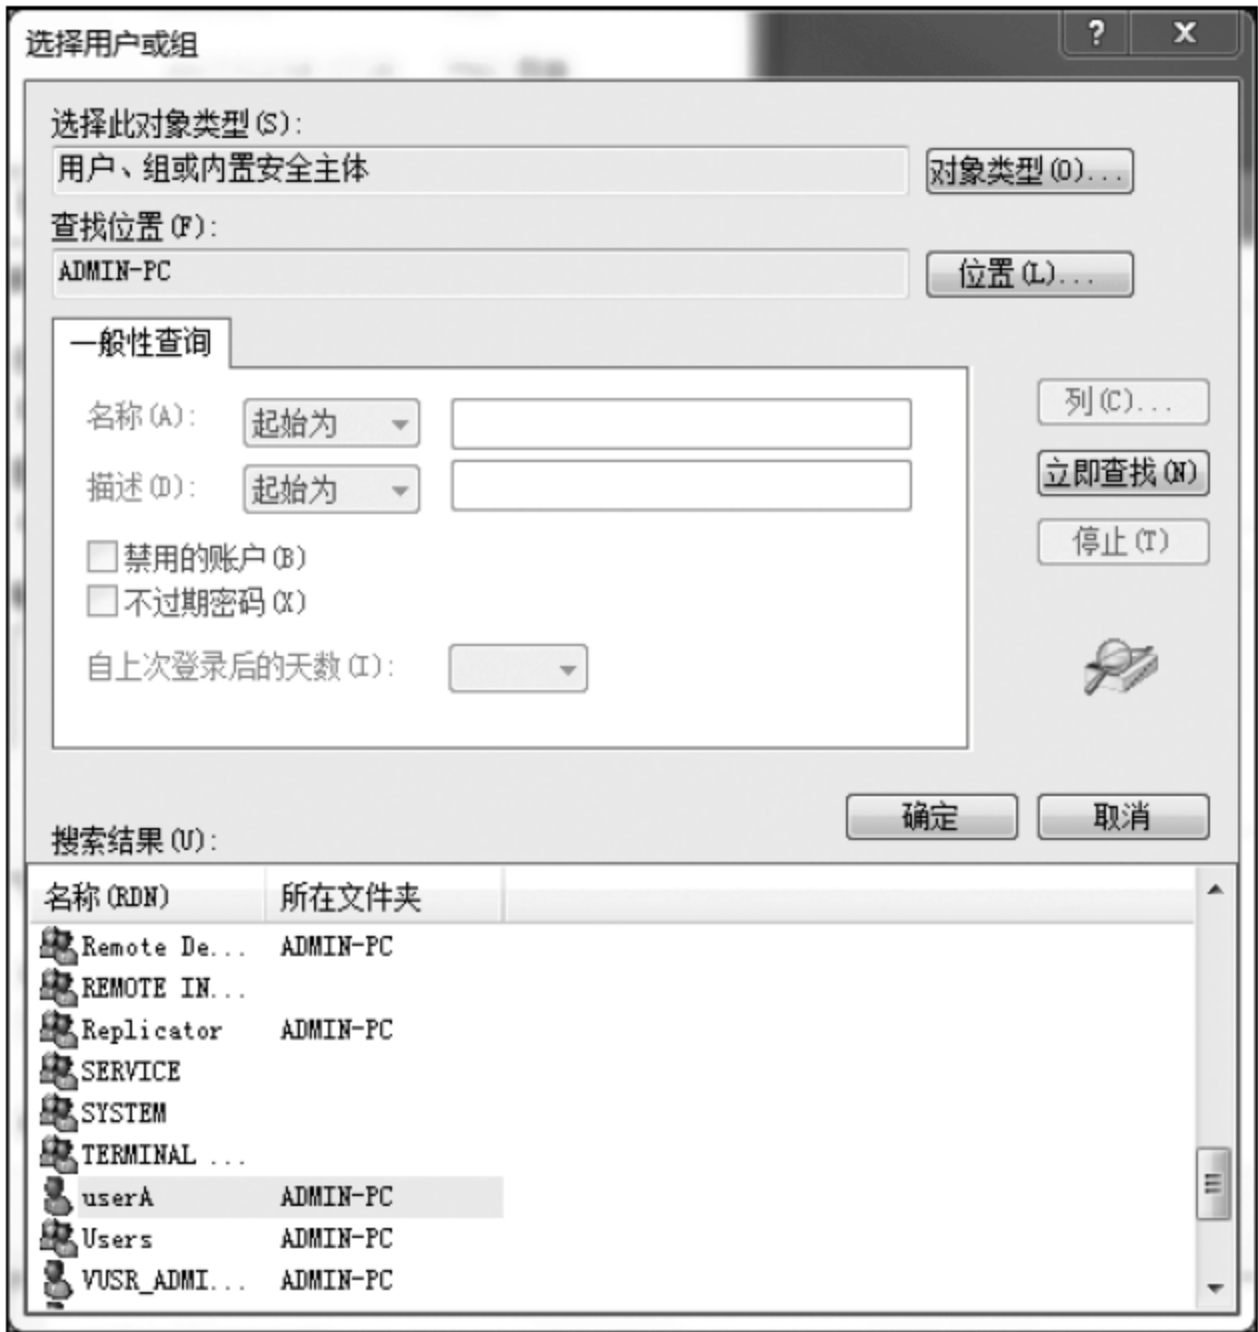 选择用户或组
选择此对象类型(S):
用户、组或内置安全主体
对象类型(O)...
查找位置(F):
ADMIN-PC
位置(L)...
一般性查询
名称(A):
起始为
描述(D):
起始为
禁用的账户(B)
不过期密码(X)
自上次登录后的天数(I):
列(C)...
立即查找(N)
停止(T)
确定
取消
搜索结果(U):
名称(RDN) 所在文件夹
Remote De... ADMIN-PC
REMOTE IN...
Replicator ADMIN-PC
SERVICE
SYSTEM
TERMINAL ...
userA ADMIN-PC
Users ADMIN-PC
VUSR_ADMI... ADMIN-PC